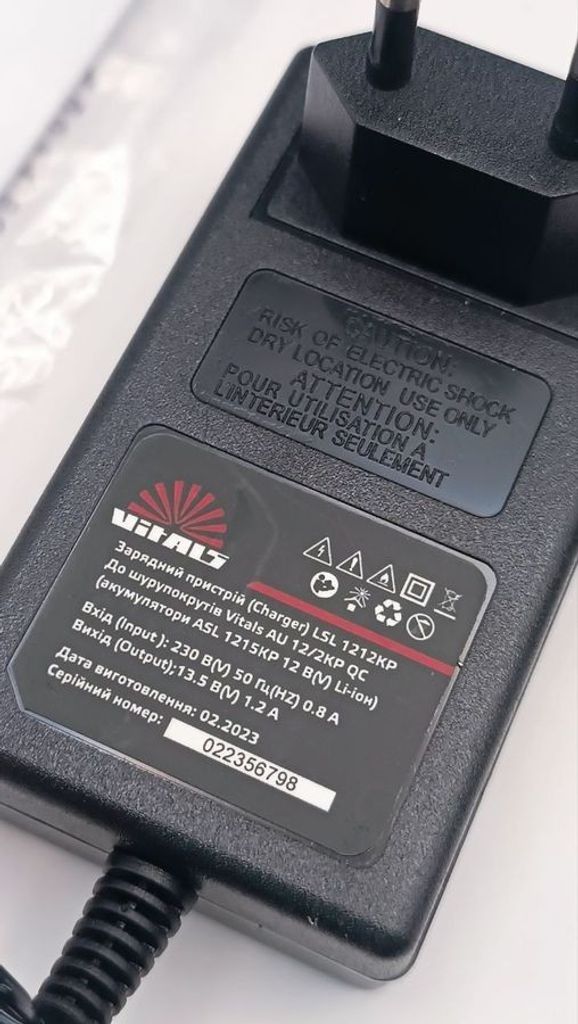 CAUTION:
RISK OF ELECTRIC SHOCK
DRY LOCATION USE ONLY
ATTENTION:
POUR UTILISATION A
L'INTERIEUR SEULEMENT
VITALS
Зарядний пристрій (Charger) LSL 1212KP
До шурупокрутів Vitals AU 12/2KP QC
(акумулятори ASL 1215KP 12 В(V) Li-ion)
Вхід (Input ): 230 В(V) 50 Гц(HZ) 0.8 A
Вихід (Output);13.5 В(V) 1.2 A
Дата виготовлення: 02.2023
Серійний номер:
022356798